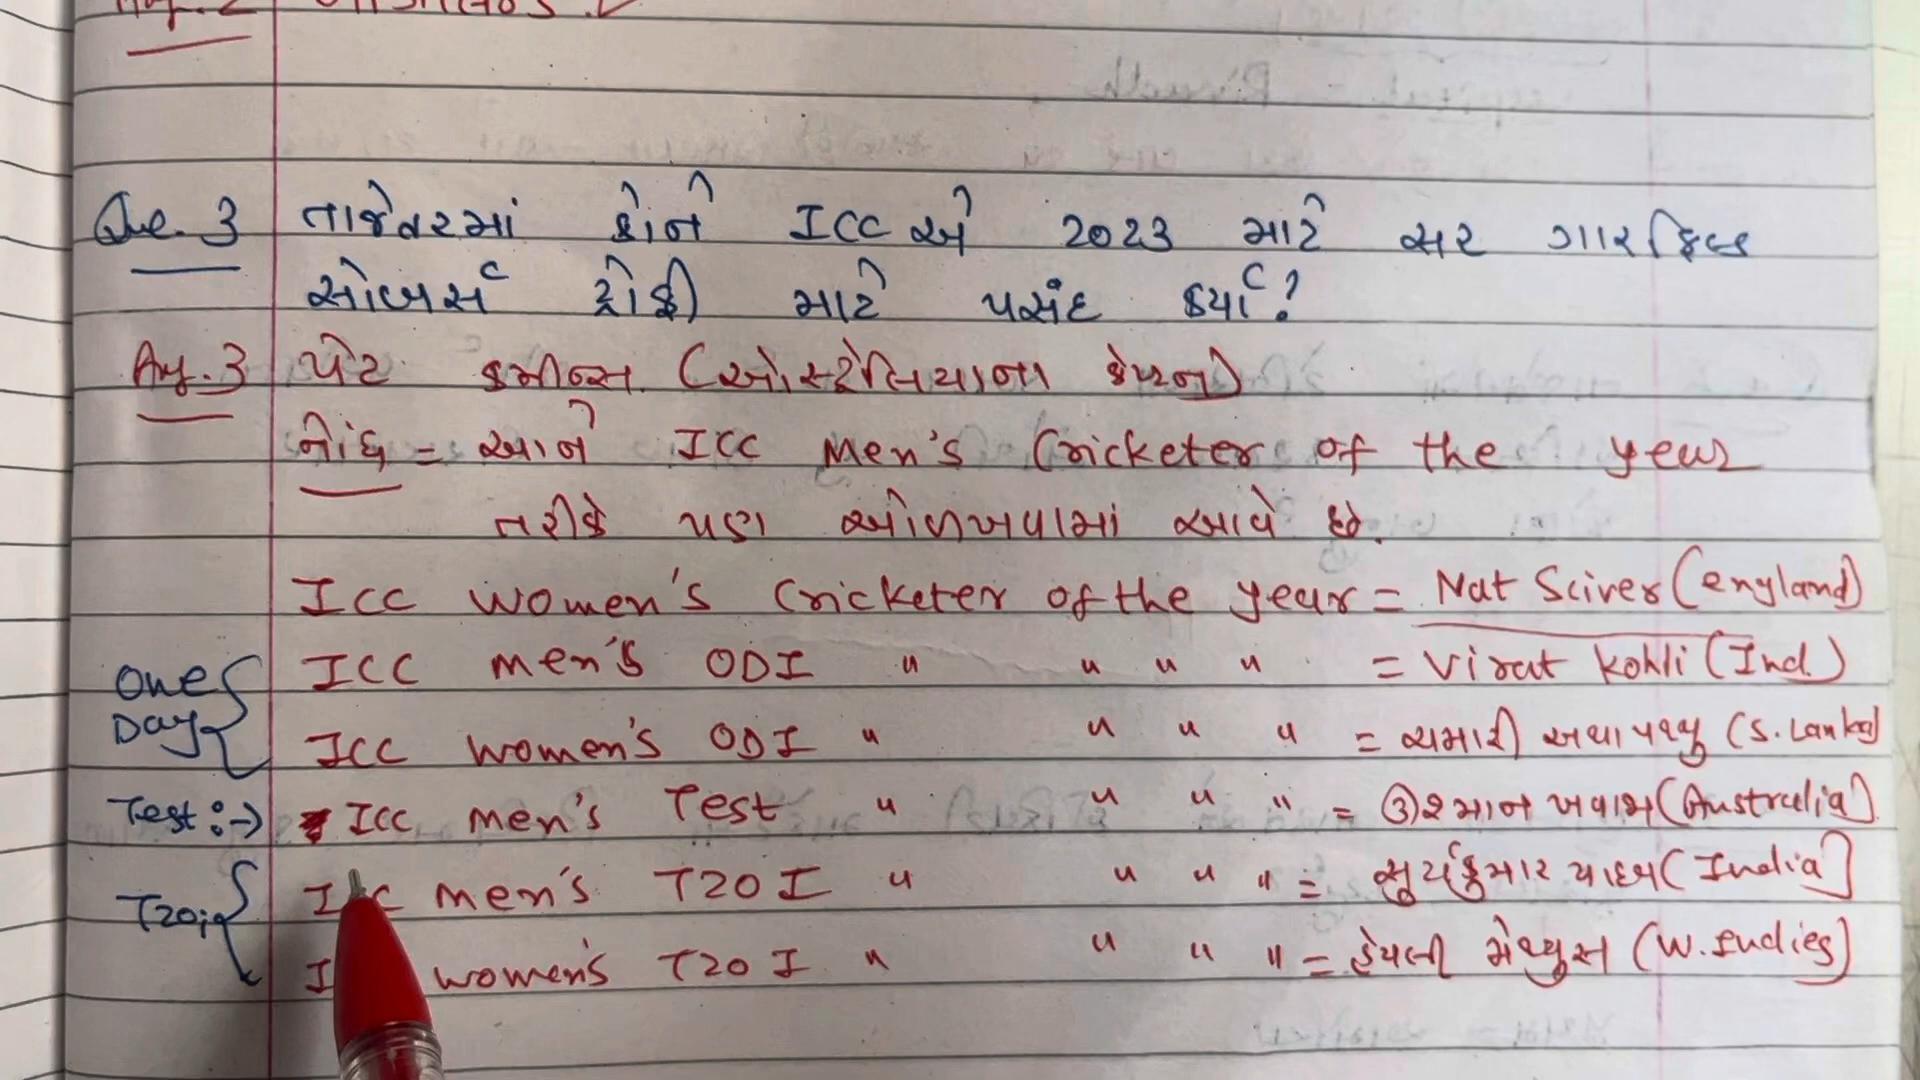 Que. 3 તાજેતરમાં કોને ICC એ 2023 માટે સર ગારફિલ્ડ
સોબર્સ ટ્રોફી માટે પસંદ કર્યા?
Ans. 3 પેટ કમીન્સ. (ઓસ્ટ્રેલિયાના કેપ્ટન)
નોંધ = આને ICC Men's Cricketer of the year
તરીકે પણ ઓળખવામાં આવે છે.
ICC women's Cricketer of the year = Nat Sciver (england)
One Day ICC men's ODI " " " " = Virat Kohli (Ind.)
ICC women's ODI " " " " = ચમારી અથાપથ્થુ (S. Lanka)
Test :→ ICC men's Test " " " " = ઉસ્માન ખવાજા (Australia)
T20; ICC men's T20 I " " " " = સુર્યકુમાર યાદવ (India)
women's T20 I " " " " = હેયલી મેથ્યુસ (W. Indies)